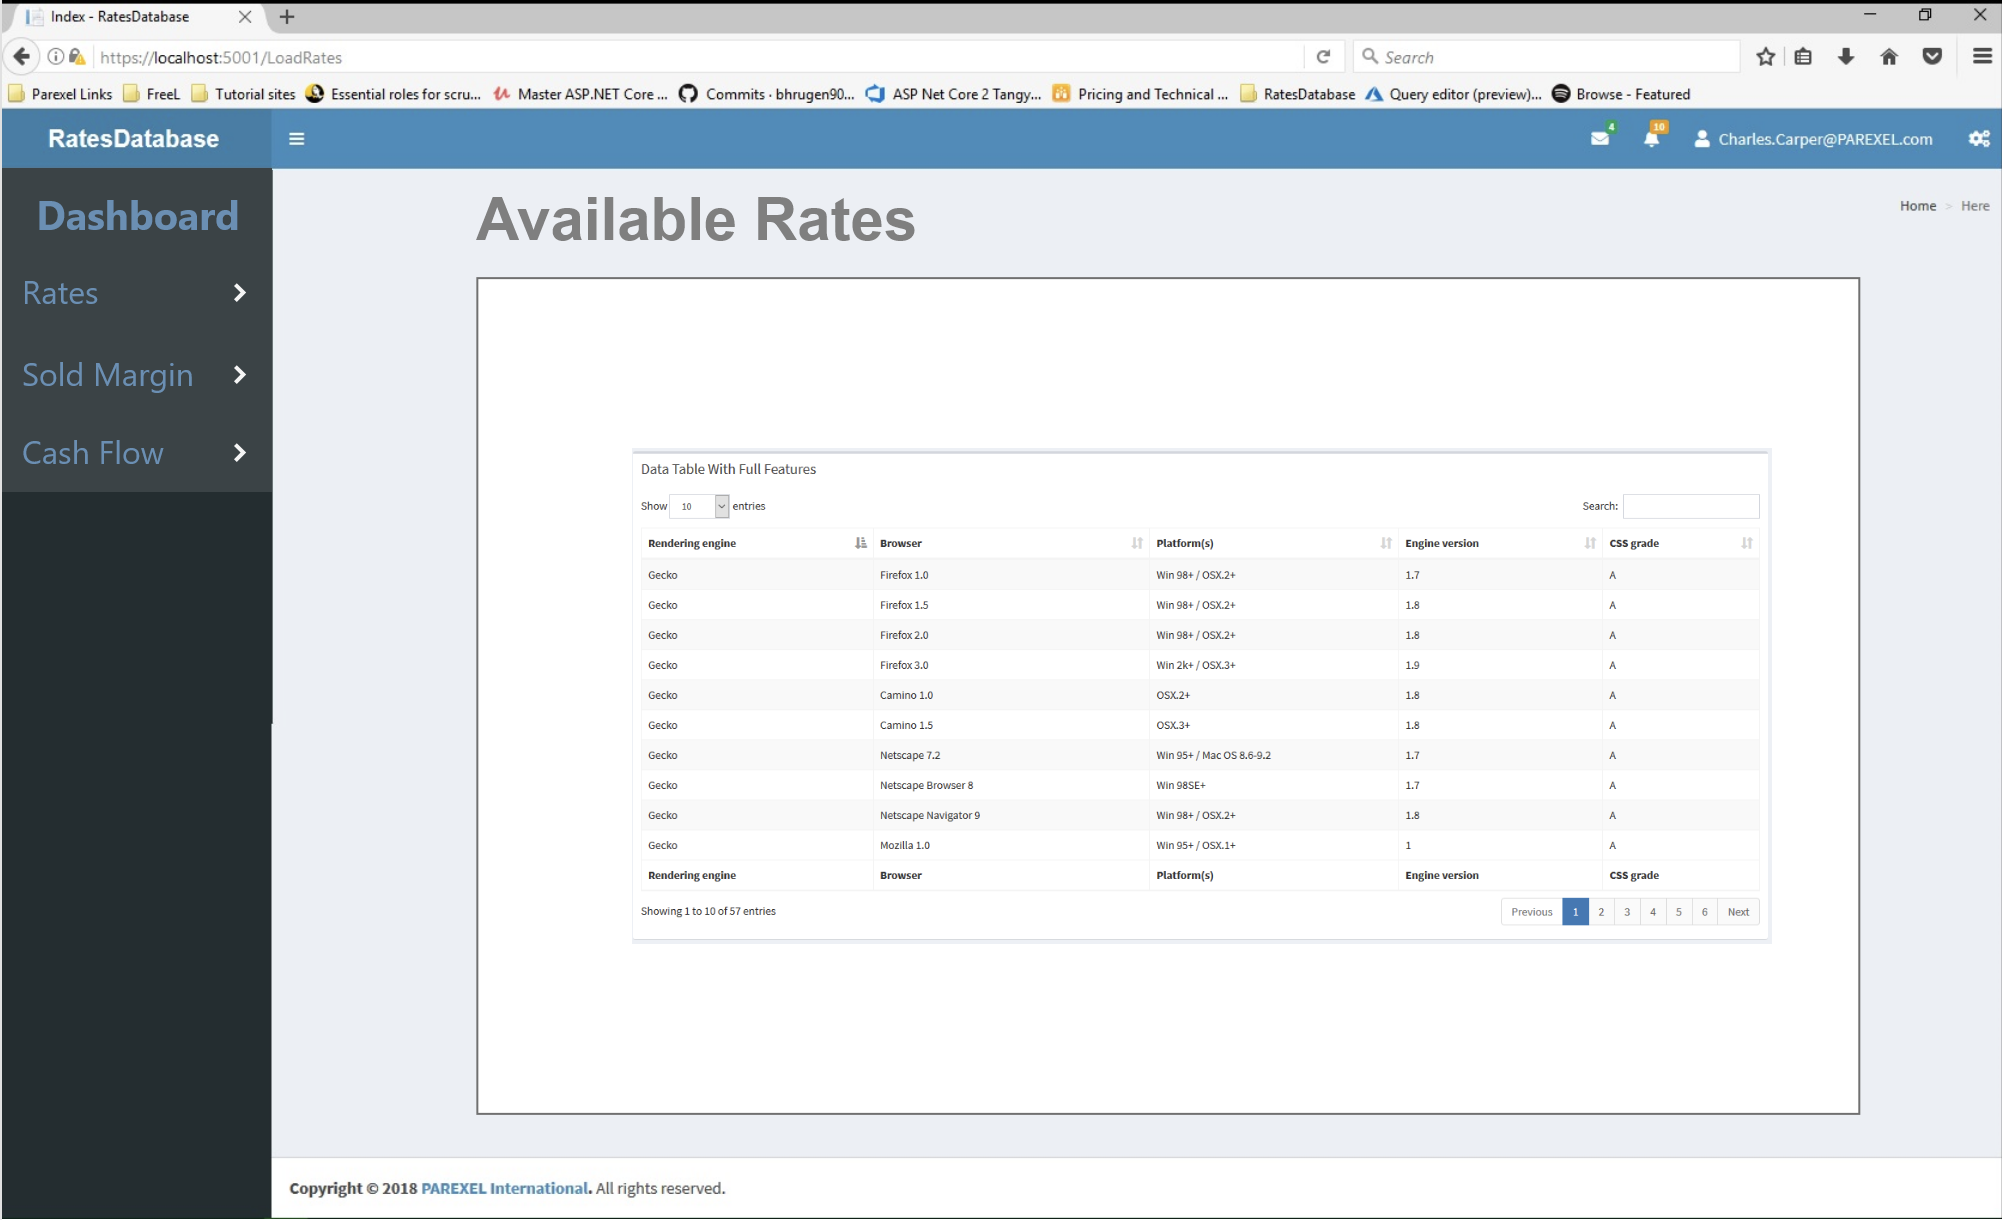 Index - RatesDatabase
https://localhost:5001/LoadRates
Search
Parexel Links FreeL Tutorial sites Essential roles for scru... Master ASP.NET Core ... Commits · bhrugen90... ASP Net Core 2 Tangy... Pricing and Technical ... RatesDatabase Query editor (preview)... Browse - Featured
RatesDatabase
4
10
Charles.Carper@PAREXEL.com
Dashboard
Rates
Sold Margin
Cash Flow
Available Rates
Home > Here
Data Table With Full Features
Show 10 entries
Search:
Rendering engine Browser Platform(s) Engine version CSS grade
Gecko Firefox 1.0 Win 98+ / OSX.2+ 1.7 A
Gecko Firefox 1.5 Win 98+ / OSX.2+ 1.8 A
Gecko Firefox 2.0 Win 98+ / OSX.2+ 1.8 A
Gecko Firefox 3.0 Win 2k+ / OSX.3+ 1.9 A
Gecko Camino 1.0 OSX.2+ 1.8 A
Gecko Camino 1.5 OSX.3+ 1.8 A
Gecko Netscape 7.2 Win 95+ / Mac OS 8.6-9.2 1.7 A
Gecko Netscape Browser 8 Win 98SE+ 1.7 A
Gecko Netscape Navigator 9 Win 98+ / OSX.2+ 1.8 A
Gecko Mozilla 1.0 Win 95+ / OSX.1+ 1 A
Rendering engine Browser Platform(s) Engine version CSS grade
Showing 1 to 10 of 57 entries
Previous 1 2 3 4 5 6 Next
Copyright © 2018 PAREXEL International. All rights reserved.